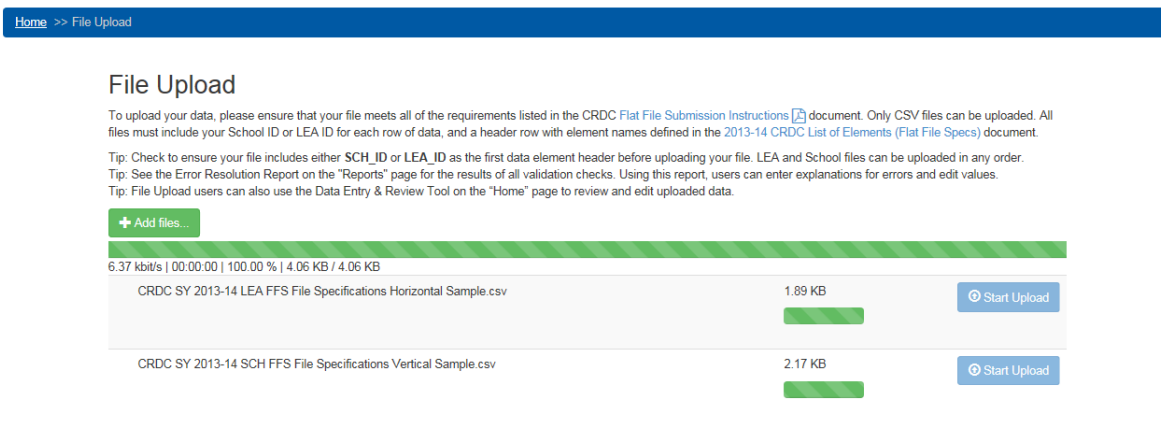 Home >> File Upload
File Upload
To upload your data, please ensure that your file meets all of the requirements listed in the CRDC Flat File Submission Instructions document. Only CSV files can be uploaded. All
files must include your School ID or LEA ID for each row of data, and a header row with element names defined in the 2013-14 CRDC List of Elements (Flat File Specs) document.
Tip: Check to ensure your file includes either SCH_ID or LEA_ID as the first data element header before uploading your file. LEA and School files can be uploaded in any order.
Tip: See the Error Resolution Report on the "Reports" page for the results of all validation checks. Using this report, users can enter explanations for errors and edit values.
Tip: File Upload users can also use the Data Entry & Review Tool on the “Home” page to review and edit uploaded data.
Add files...
6.37 kbit/s | 00:00:00 | 100.00 % | 4.06 KB / 4.06 KB
CRDC SY 2013-14 LEA FFS File Specifications Horizontal Sample.csv 1.89 KB Start Upload
CRDC SY 2013-14 SCH FFS File Specifications Vertical Sample.csv 2.17 KB Start Upload